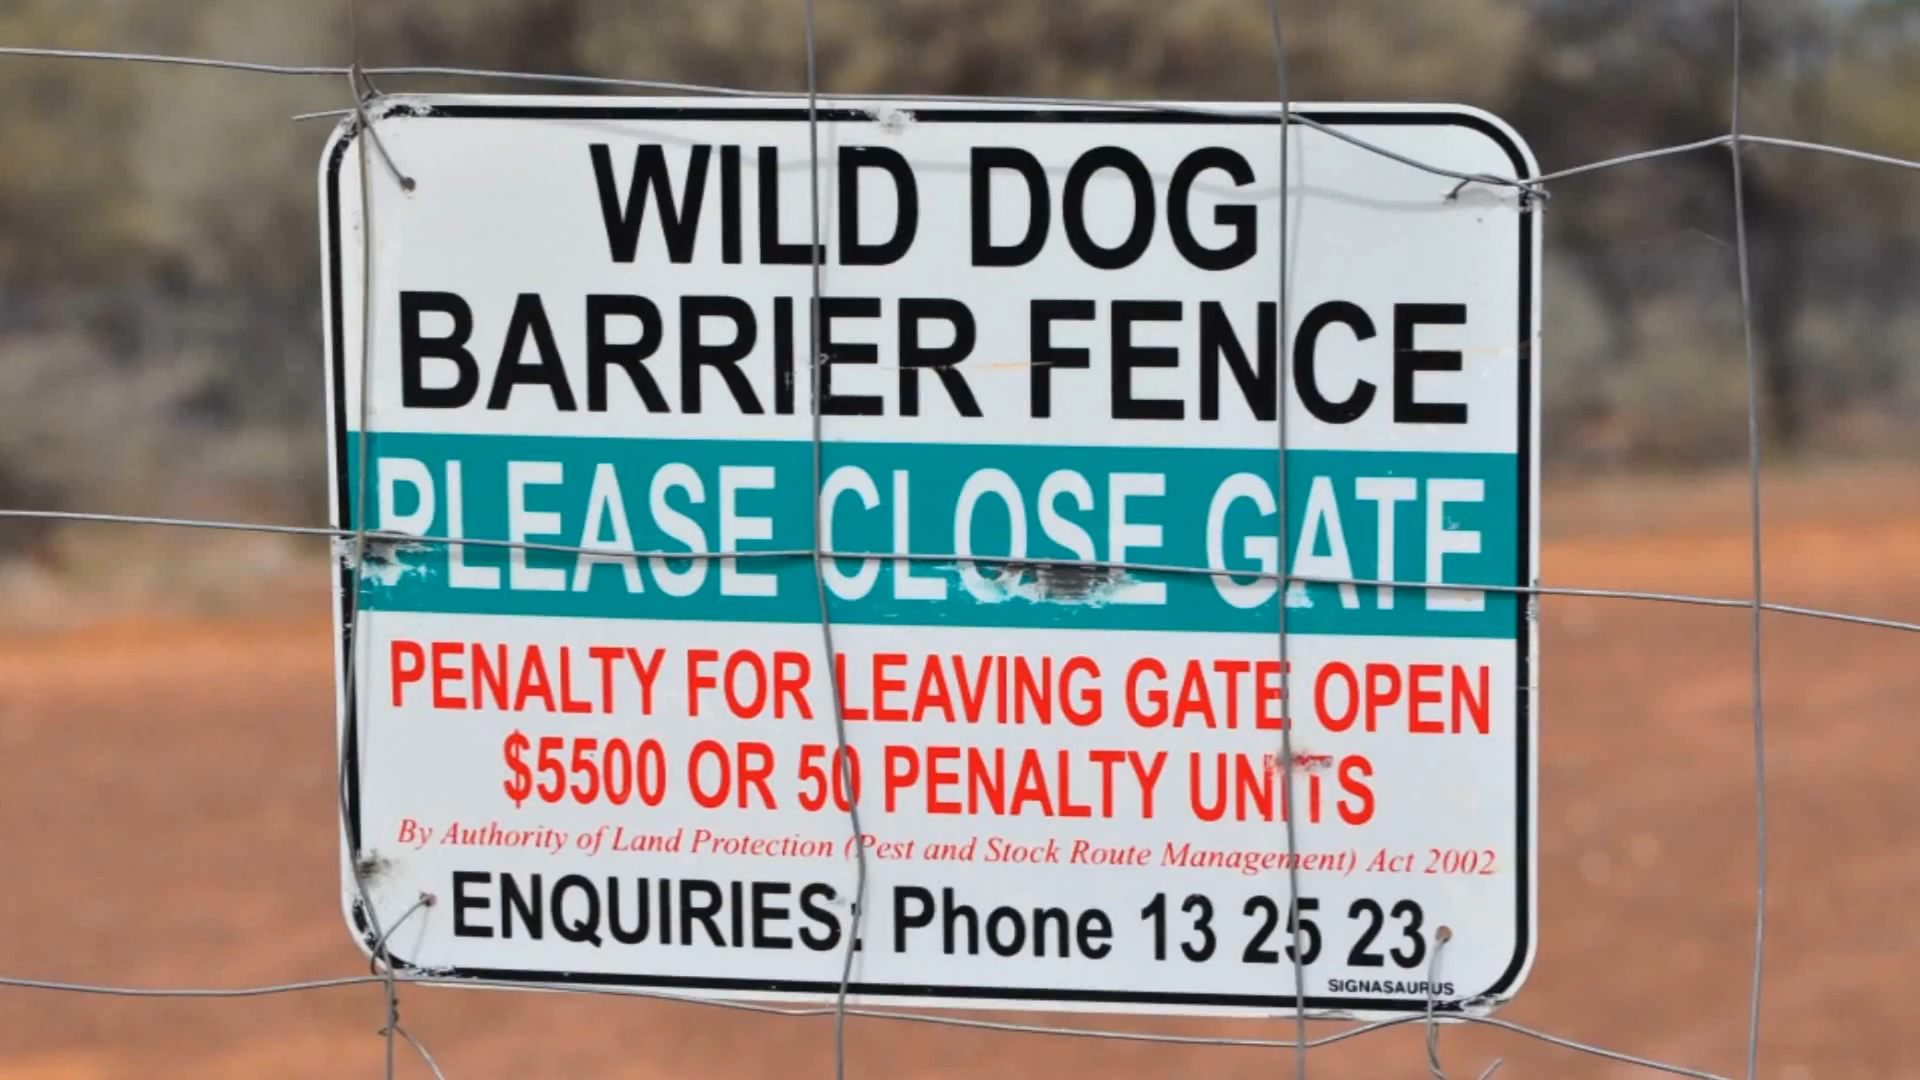 WILD DOG
BARRIER FENCE
PLEASE CLOSE GATE
PENALTY FOR LEAVING GATE OPEN
$5500 OR 50 PENALTY UNITS
By Authority of Land Protection (Pest and Stock Route Management) Act 2002
ENQUIRIES: Phone 13 25 23
SIGNASAURUS